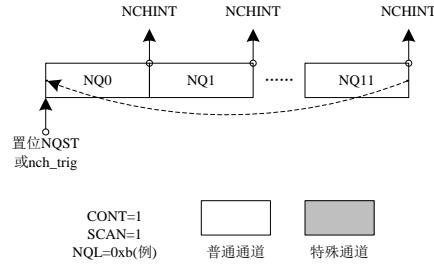 NCHINT NCHINT NCHINT
NQ0 NQ1 ...... NQ11
置位NQST
或nch_trig
CONT=1
SCAN=1
NQL=0xb(例) 普通通道 特殊通道